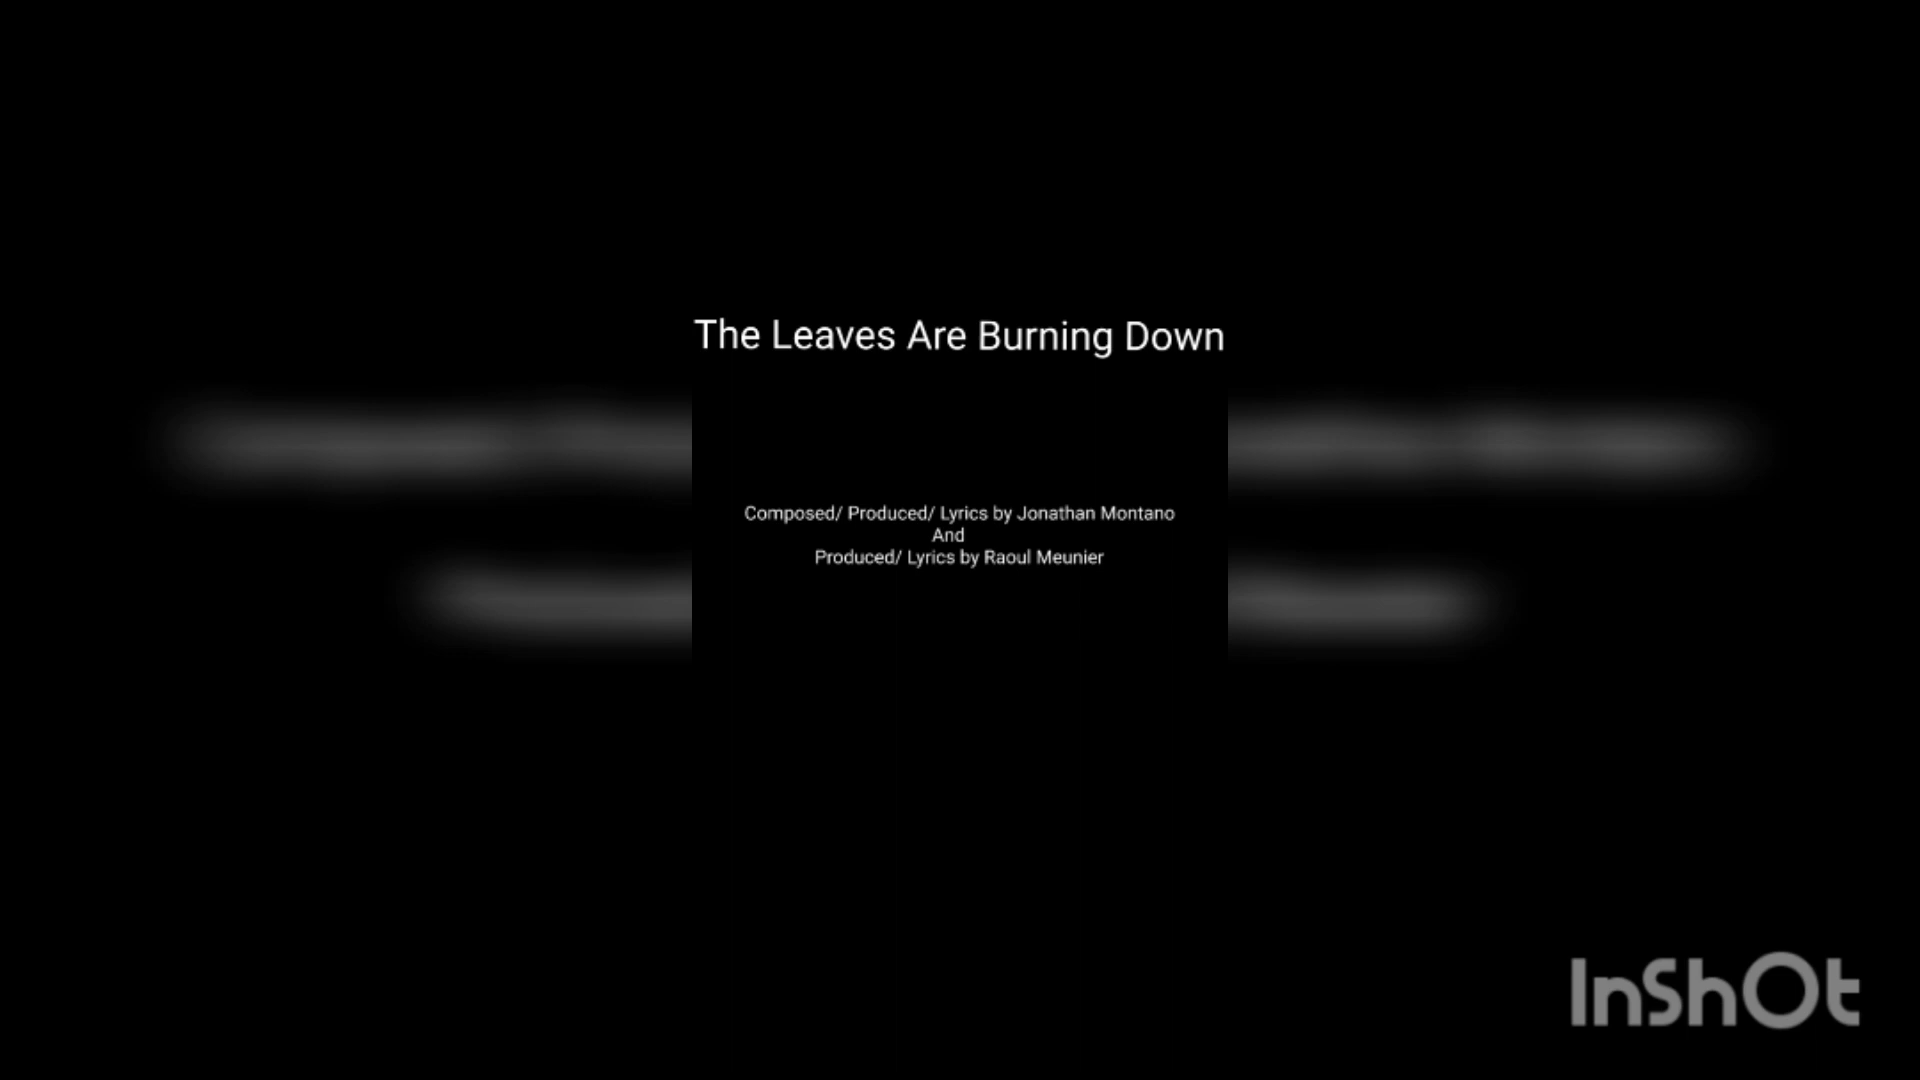 The Leaves Are Burning Down
Composed/ Produced/ Lyrics by Jonathan Montano
And
Produced/ Lyrics by Raoul Meunier
InShOt